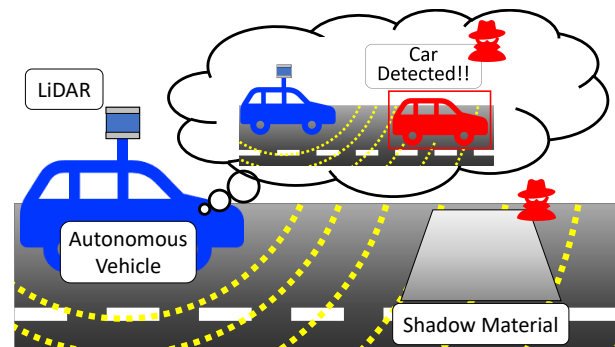 Car
Detected!!
LiDAR
Autonomous
Vehicle
Shadow Material